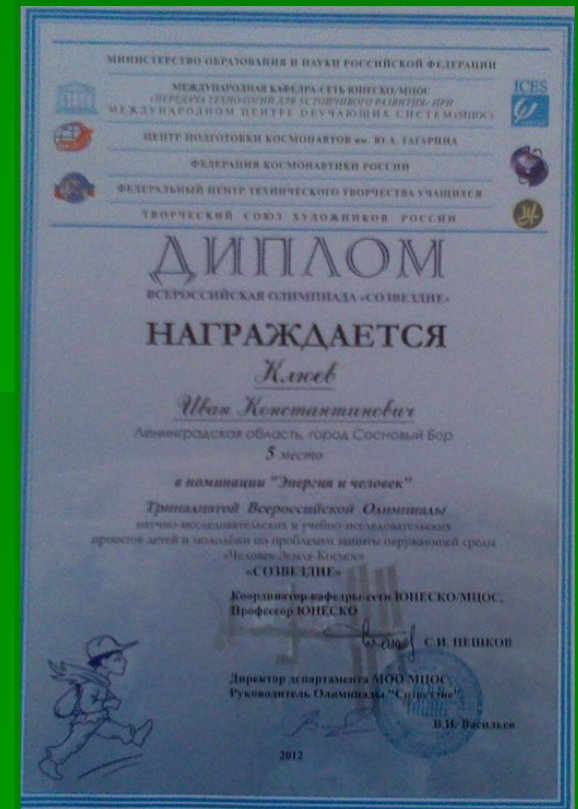 МИНИСТЕРСТВО ОБРАЗОВАНИЯ И НАУКИ РОССИЙСКОЙ ФЕДЕРАЦИИ
МЕЖДУНАРОДНАЯ КАФЕДРА-СЕТЬ ЮНЕСКО/МЦОС
«ПЕРЕДАЧА ТЕХНОЛОГИЙ ДЛЯ УСТОЙЧИВОГО РАЗВИТИЯ» ПРИ
МЕЖДУНАРОДНОМ ЦЕНТРЕ ОБУЧАЮЩИХ СИСТЕМ(МЦОС)
ICES
ЦЕНТР ПОДГОТОВКИ КОСМОНАВТОВ им. Ю.А. ГАГАРИНА
ФЕДЕРАЦИЯ КОСМОНАВТИКИ РОССИИ
ФЕДЕРАЛЬНЫЙ ЦЕНТР ТЕХНИЧЕСКОГО ТВОРЧЕСТВА УЧАЩИХСЯ
ТВОРЧЕСКИЙ СОЮЗ ХУДОЖНИКОВ РОССИИ
ДИПЛОМ
ВСЕРОССИЙСКАЯ ОЛИМПИАДА «СОЗВЕЗДИЕ»
НАГРАЖДАЕТСЯ
Клюев
Иван Константинович
Ленинградская область, город Сосновый Бор
5 место
в номинации "Энергия и человек"
Тринадцатой Всероссийской Олимпиады
научно-исследовательских и учебно-исследовательских
проектов детей и молодёжи по проблемам защиты окружающей среды
«Человек-Земля-Космос»
«СОЗВЕЗДИЕ»
Координатор кафедры-сети ЮНЕСКО/МЦОС,
Профессор ЮНЕСКО
С.И. ПЕШКОВ
Директор департамента МОО МЦОС,
Руководитель Олимпиады "Созвездие"
В.И. Васильев
2012